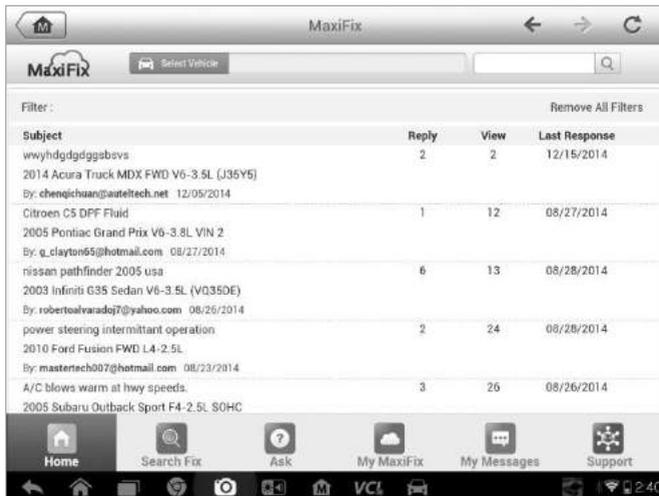 MaxiFix
MaxiFix
Select Vehicle
Filter :
Remove All Filters
Subject Reply View Last Response
wwyhdgdgdggsbsvs 2 2 12/15/2014
2014 Acura Truck MDX FWD V6-3.5L (J35Y5)
By: chenqichuan@auteltech.net 12/05/2014
Citroen C5 DPF Fluid 1 12 08/27/2014
2005 Pontiac Grand Prix V6-3.8L VIN 2
By: g_clayton65@hotmail.com 08/27/2014
nissan pathfinder 2005 usa 6 13 08/28/2014
2003 Infiniti G35 Sedan V6-3.5L (VQ35DE)
By: robertoalvaradoj7@yahoo.com 08/26/2014
power steering intermittant operation 2 24 08/28/2014
2010 Ford Fusion FWD L4-2.5L
By: mastertech007@hotmail.com 08/23/2014
A/C blows warm at hwy speeds. 3 26 08/26/2014
2005 Subaru Outback Sport F4-2.5L SOHC
Home Search Fix Ask My MaxiFix My Messages Support
VCI 2:40